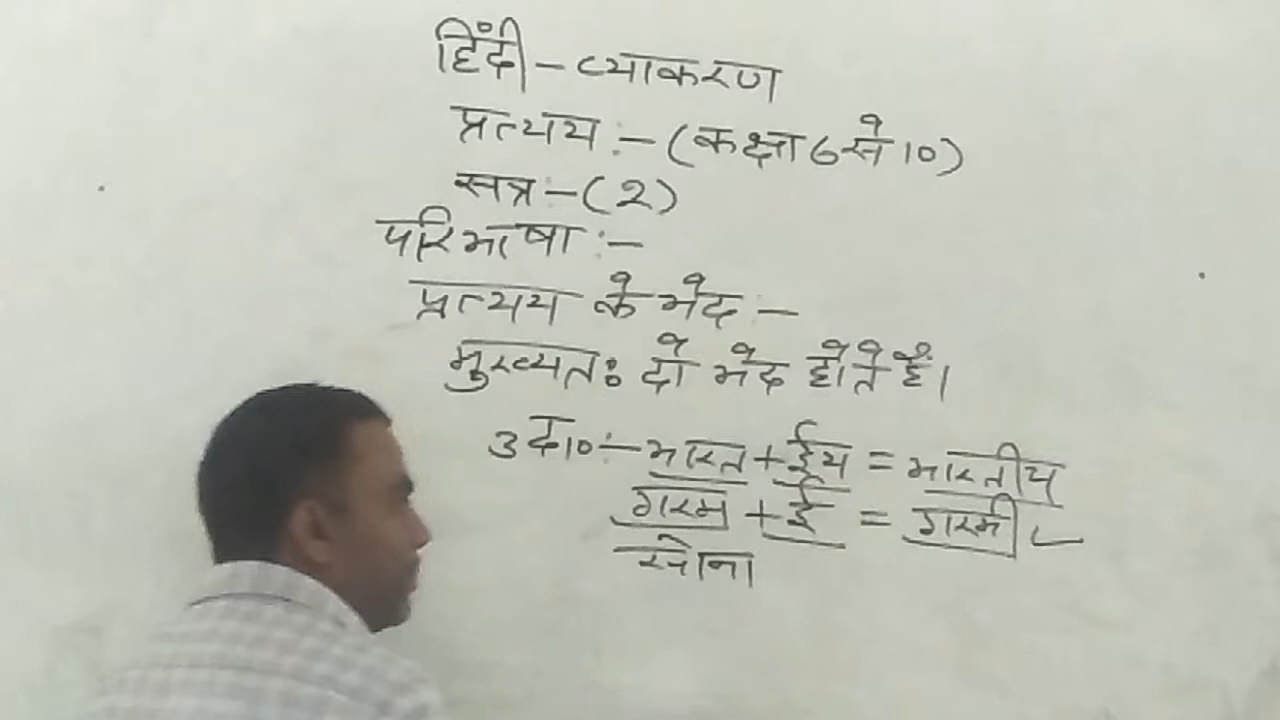 हिंदी - व्याकरण
प्रत्यय :- (कक्षा 6 से 10)
सत्र :- (2)
परिभाषा :-
प्रत्यय के भेद :-
मुख्यतः दो भेद होते हैं।
उदा० :- भारत + ईय = भारतीय
गरम + ई = गरमी
सोना